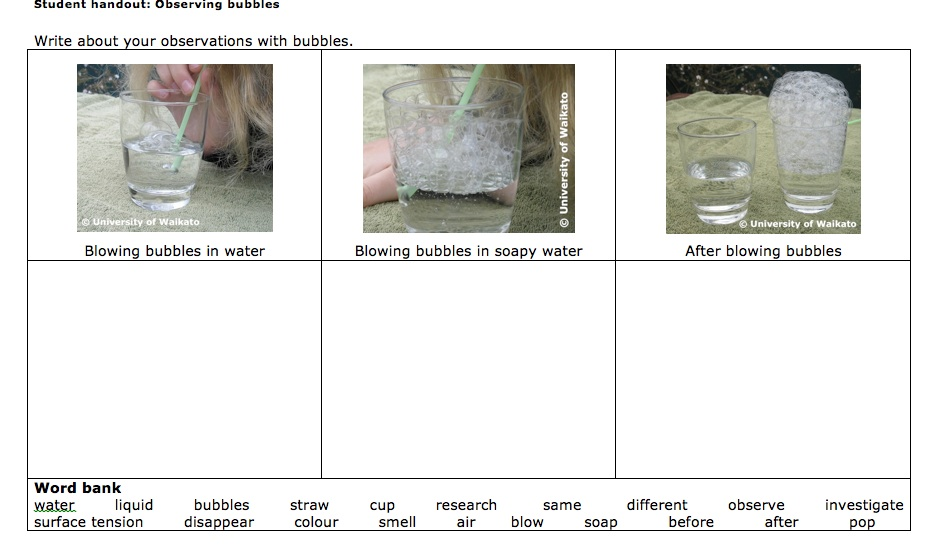 Student handout: Observing bubbles
Write about your observations with bubbles.
© University of Waikato
© University of Waikato
© University of Waikato
Blowing bubbles in water
Blowing bubbles in soapy water
After blowing bubbles
Word bank
water liquid bubbles straw cup research same different observe investigate
surface tension disappear colour smell air blow soap before after pop